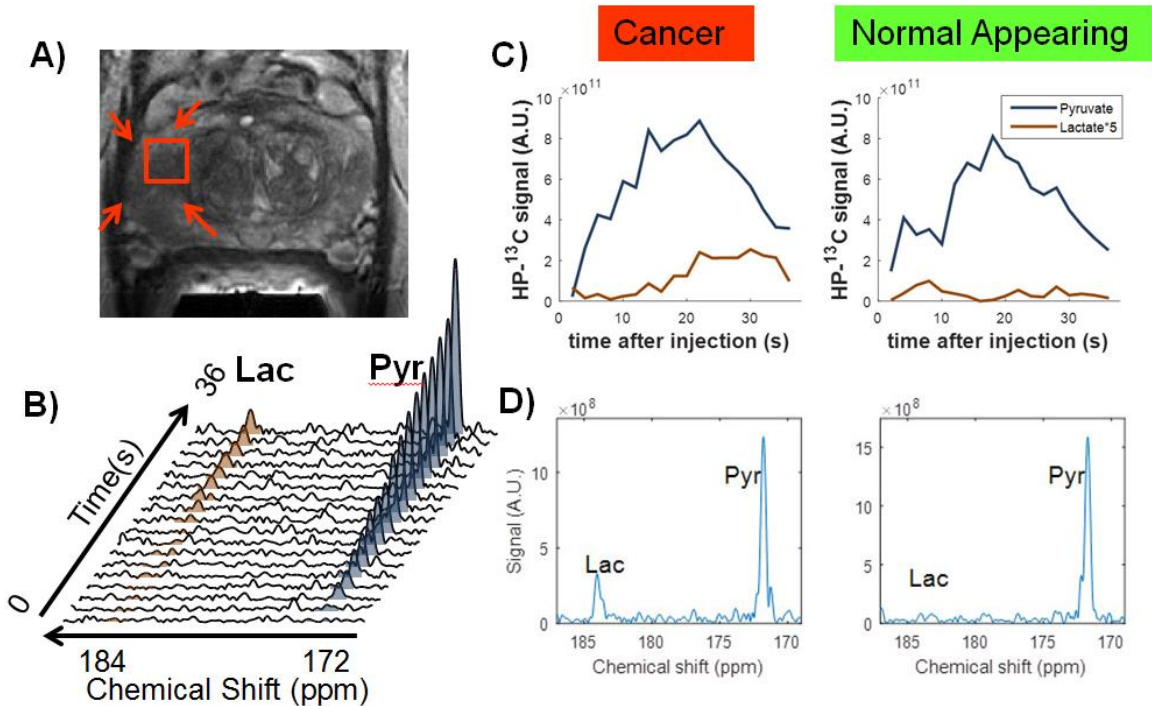 A)
B)
36
Lac
Pyr
Time(s)
0
184
172
Chemical Shift (ppm)
Cancer
Normal Appearing
C)
×10¹¹
10
8
6
4
2
0
HP-¹³C signal (A.U.)
0
10
20
30
time after injection (s)
×10¹¹
10
8
6
4
2
0
HP-¹³C signal (A.U.)
Pyruvate
Lactate*5
0
10
20
30
time after injection (s)
D)
×10⁸
10
5
0
Signal (A.U.)
Lac
Pyr
185
180
175
170
Chemical shift (ppm)
×10⁸
15
10
5
0
Lac
Pyr
185
180
175
170
Chemical shift (ppm)